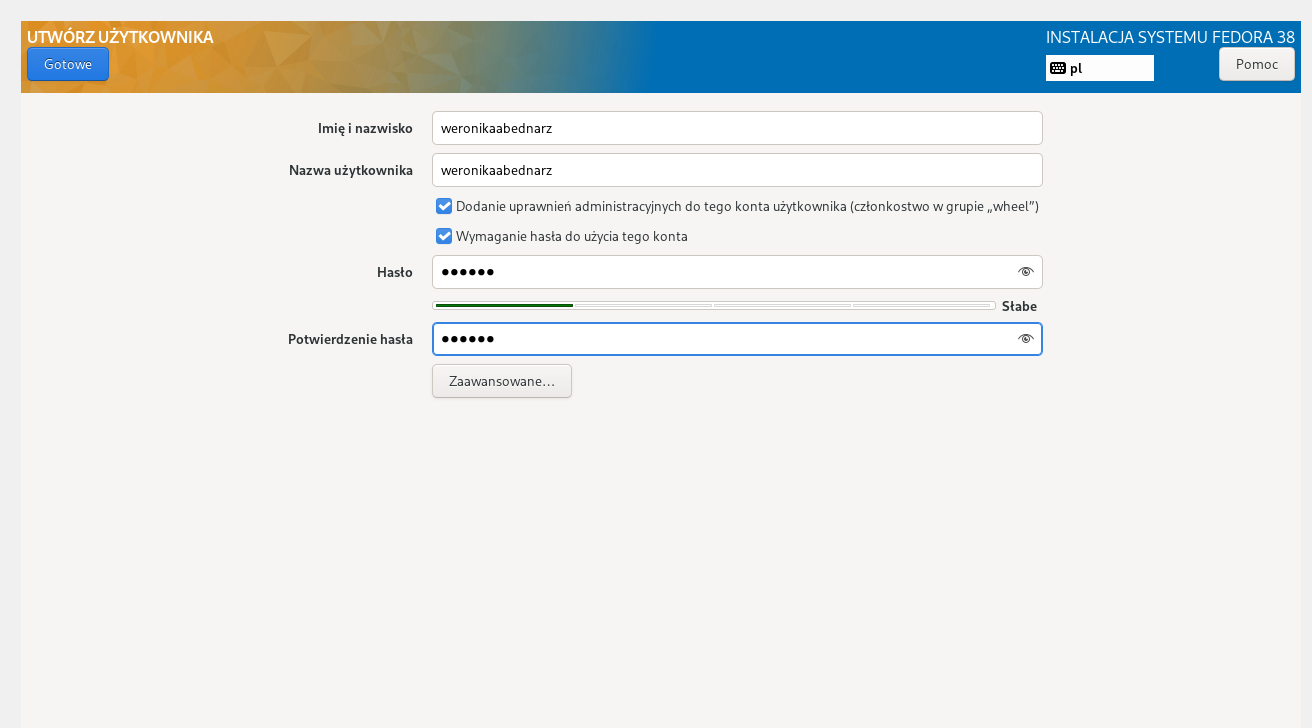 UTWÓRZ UŻYTKOWNIKA
Gotowe
INSTALACJA SYSTEMU FEDORA 38
pl
Pomoc
Imię i nazwisko
weronikaabednarz
Nazwa użytkownika
weronikaabednarz
Dodanie uprawnień administracyjnych do tego konta użytkownika (członkostwo w grupie „wheel”)
Wymaganie hasła do użycia tego konta
Hasło
●●●●●●
Słabe
Potwierdzenie hasła
●●●●●●
Zaawansowane…